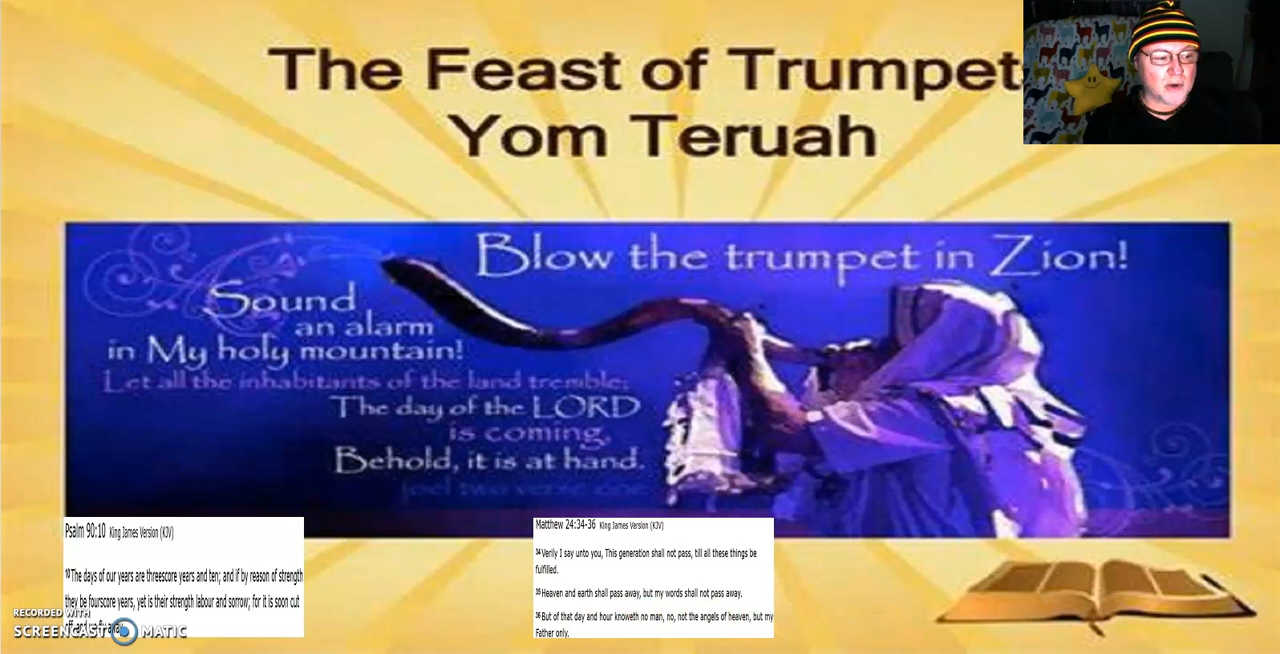 The Feast of Trumpet
Yom Teruah
Blow the trumpet in Zion!
Sound
an alarm
in My holy mountain!
Let all the inhabitants of the land tremble;
The day of the LORD
is coming,
Behold, it is at hand.
Joel two verse one
Psalm 90:10 King James Version (KJV)
10 The days of our years are threescore years and ten; and if by reason of strength
they be fourscore years, yet is their strength labour and sorrow; for it is soon cut
Matthew 24:34-36 King James Version (KJV)
34 Verily I say unto you, This generation shall not pass, till all these things be
fulfilled.
35 Heaven and earth shall pass away, but my words shall not pass away.
36 But of that day and hour knoweth no man, no, not the angels of heaven, but my
Father only.
RECORDED WITH
SCREENCAST MATIC